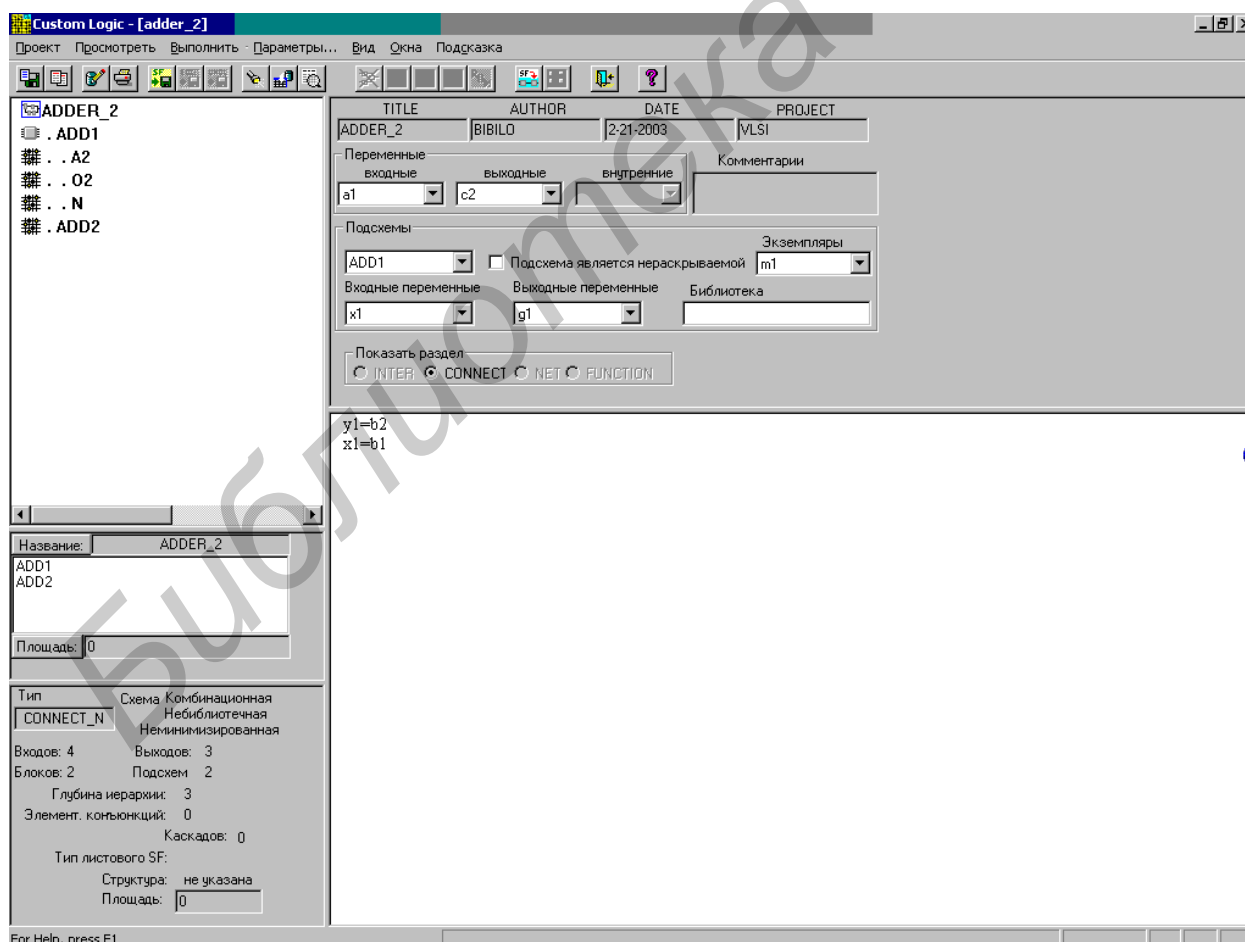 Custom Logic - [adder_2]
Проект Просмотреть Выполнить Параметры... Вид Окна Подсказка
ADDER_2
. ADD1
. . A2
. . O2
. . N
. ADD2
TITLE AUTHOR DATE PROJECT
ADDER_2 BIBILO 2-21-2003 VLSI
Переменные
входные выходные внутренние
a1 c2
Комментарии
Подсхемы
Экземпляры
ADD1 Подсхема является нераскрываемой m1
Входные переменные Выходные переменные Библиотека
x1 g1
Показать раздел
INTER CONNECT NET FUNCTION
y1=b2
x1=b1
Название: ADDER_2
ADD1
ADD2
Площадь: 0
Тип
CONNECT_N
Схема Комбинационная
Небиблиотечная
Неминимизированная
Входов: 4 Выходов: 3
Блоков: 2 Подсхем 2
Глубина иерархии: 3
Элемент. конъюнкций: 0
Каскадов: 0
Тип листового SF:
Структура: не указана
Площадь: 0
For Help, press F1
Библиотека